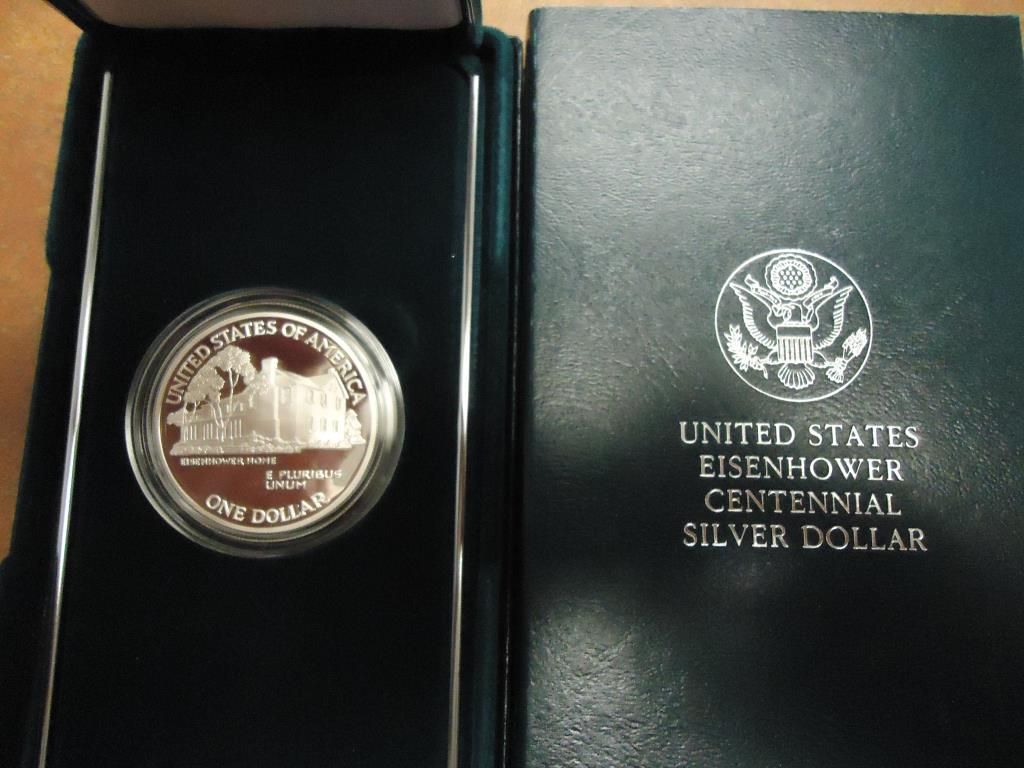 UNITED STATES OF AMERICA
EISENHOWER HOME
E PLURIBUS
UNUM
ONE DOLLAR
UNITED STATES
EISENHOWER
CENTENNIAL
SILVER DOLLAR